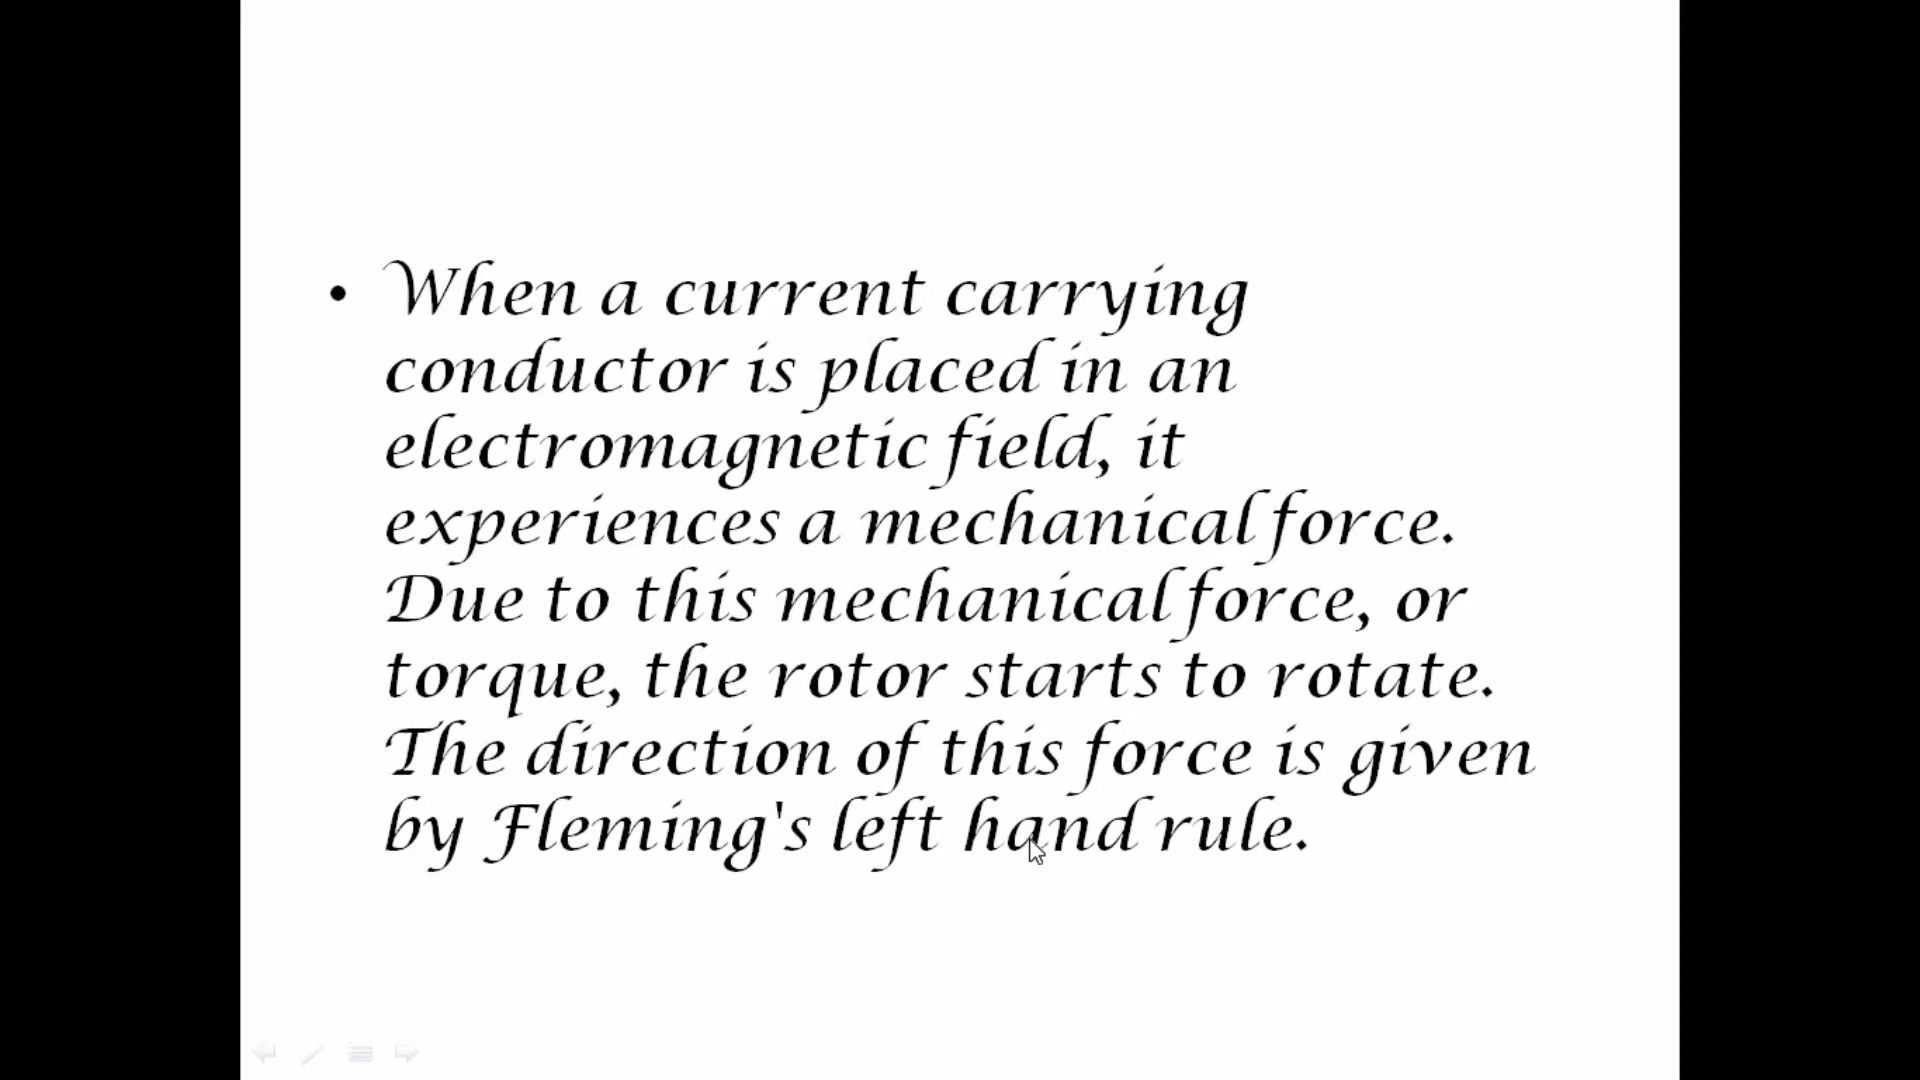 • When a current carrying
conductor is placed in an
electromagnetic field, it
experiences a mechanical force.
Due to this mechanical force, or
torque, the rotor starts to rotate.
The direction of this force is given
by Fleming's left hand rule.